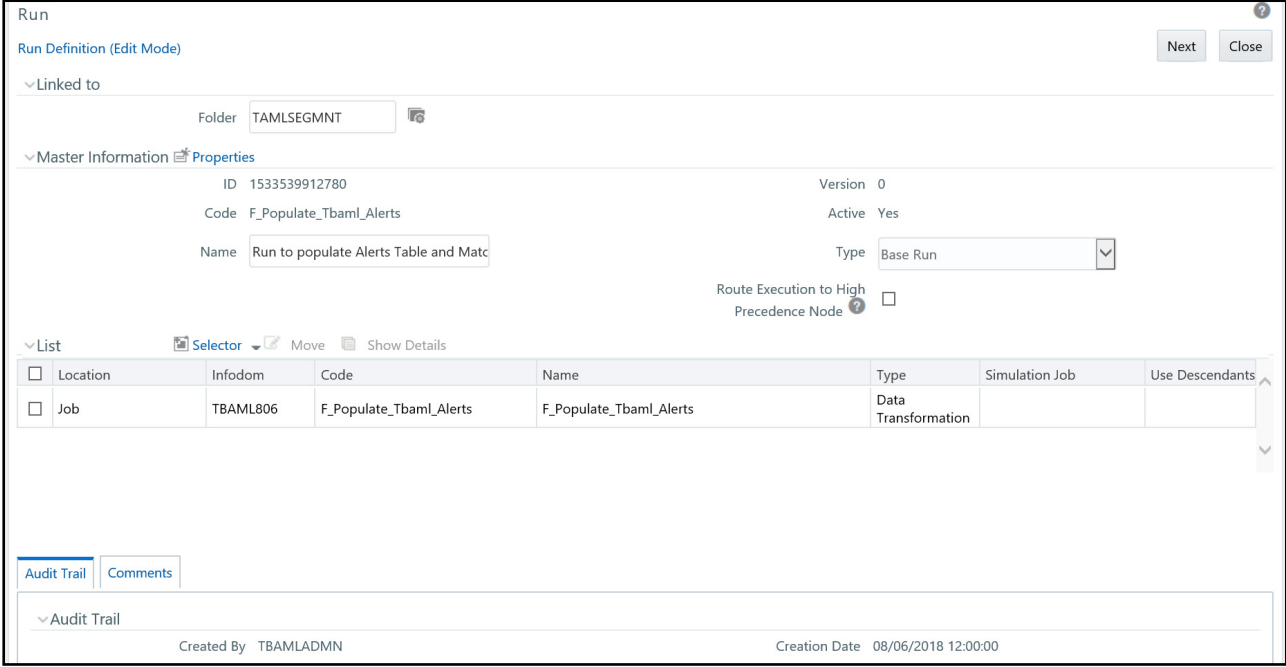 Run
Run Definition (Edit Mode)
Next Close
Linked to
Folder TAMLSEGMNT
Master Information Properties
ID 1533539912780 Version 0
Code F_Populate_Tbaml_Alerts Active Yes
Name Run to populate Alerts Table and Matc Type Base Run
Route Execution to High
Precedence Node
List Selector Move Show Details
Location Infodom Code Name Type Simulation Job Use Descendants
Job TBAML806 F_Populate_Tbaml_Alerts F_Populate_Tbaml_Alerts Data
Transformation
Audit Trail Comments
Audit Trail
Created By TBAMLADMN Creation Date 08/06/2018 12:00:00